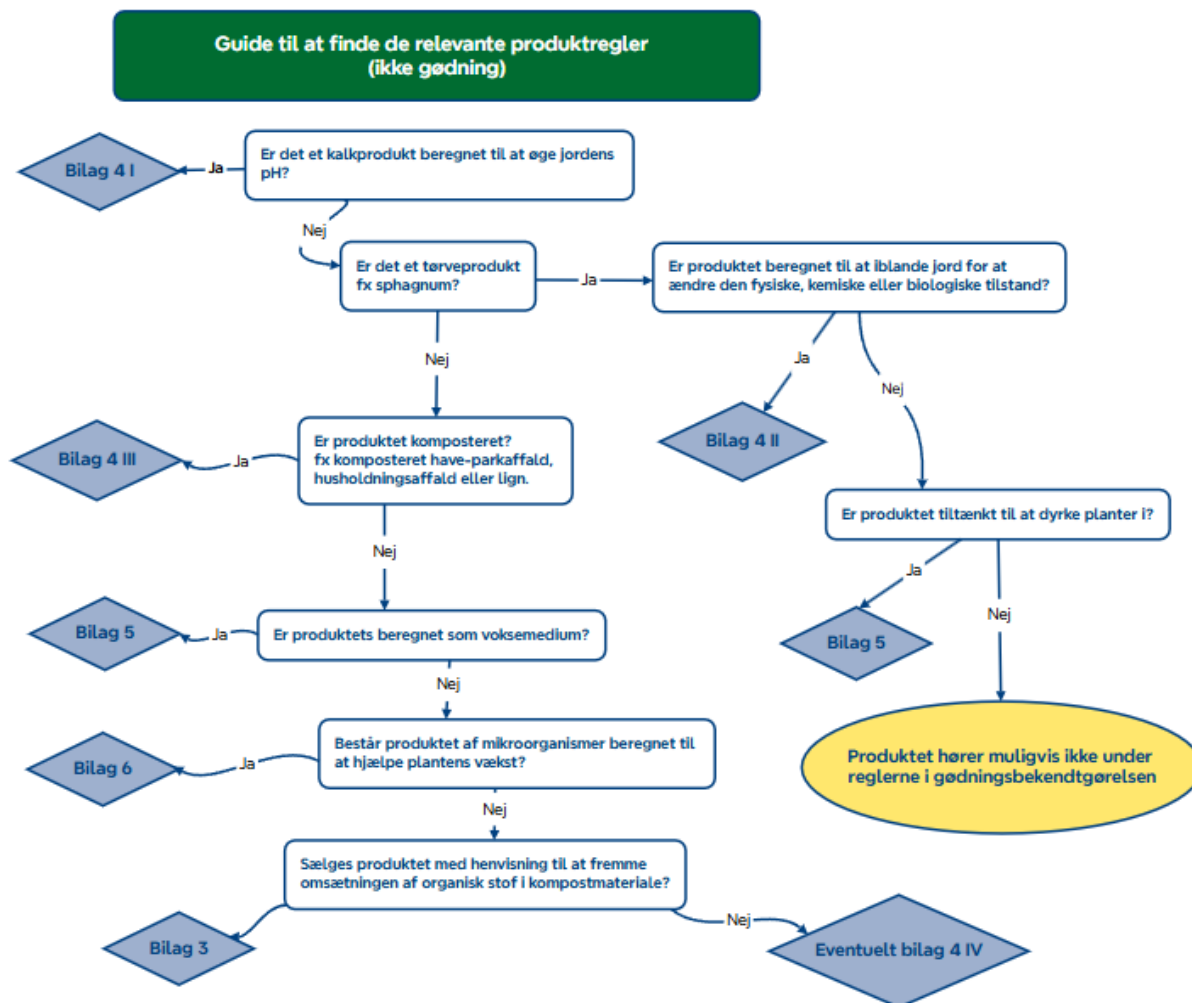 Guide til at finde de relevante produktregler
(ikke gødning)
Bilag 4 I
Ja
Er det et kalkprodukt beregnet til at øge jordens
pH?
Nej
Er det et tørveprodukt
fx sphagnum?
Ja
Er produktet beregnet til at iblande jord for at
ændre den fysiske, kemiske eller biologiske tilstand?
Nej
Ja
Nej
Bilag 4 II
Bilag 4 III
Ja
Er produktet komposteret?
fx komposteret have-parkaffald,
husholdningsaffald eller lign.
Er produktet tiltænkt til at dyrke planter i?
Nej
Ja
Nej
Bilag 5
Ja
Er produktets beregnet som voksemedium?
Bilag 5
Nej
Bilag 6
Ja
Består produktet af mikroorganismer beregnet til
at hjælpe plantens vækst?
Produktet hører muligvis ikke under
reglerne i gødningsbekendtgørelsen
Nej
Sælges produktet med henvisning til at fremme
omsætningen af organisk stof i kompostmateriale?
Nej
Bilag 3
Eventuelt bilag 4 IV